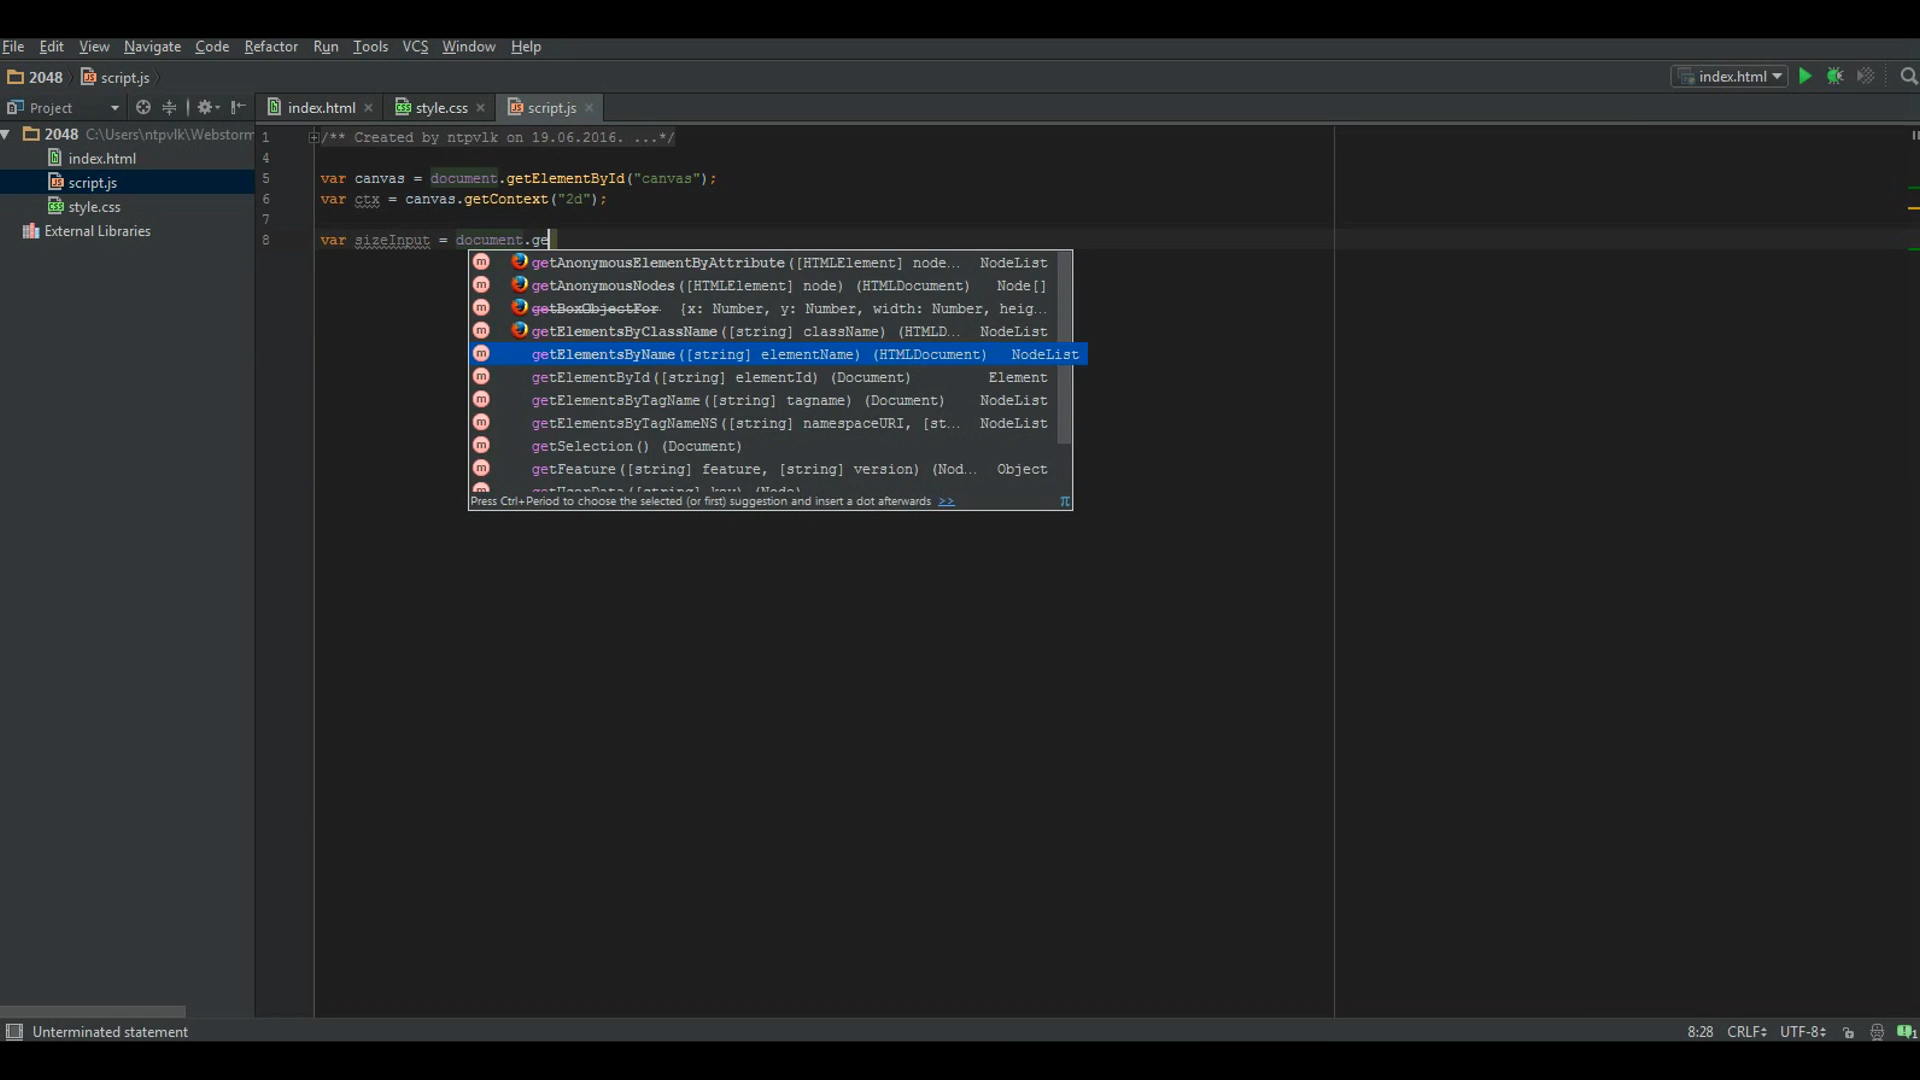 File Edit View Navigate Code Refactor Run Tools VCS Window Help
2048 script.js index.html
Project index.html style.css script.js
2048 C:\Users\ntpvlk\Webstorm
index.html
script.js
style.css
External Libraries
1 /** Created by ntpvlk on 19.06.2016. ...*/
4
5 var canvas = document.getElementById("canvas");
6 var ctx = canvas.getContext("2d");
7
8 var sizeInput = document.ge
m getAnonymousElementByAttribute([HTMLElement] node... NodeList
m getAnonymousNodes([HTMLElement] node) (HTMLDocument) Node[]
m getBoxObjectFor {x: Number, y: Number, width: Number, heig...
m getElementsByClassName([string] className) (HTMLD... NodeList
m getElementsByName([string] elementName) (HTMLDocument) NodeList
m getElementById([string] elementId) (Document) Element
m getElementsByTagName([string] tagname) (Document) NodeList
m getElementsByTagNameNS([string] namespaceURI, [st... NodeList
m getSelection() (Document)
m getFeature([string] feature, [string] version) (Nod... Object
m getUserData([string] key) (Node)
Press Ctrl+Period to choose the selected (or first) suggestion and insert a dot afterwards >> π
Unterminated statement 8:28 CRLF UTF-8 1